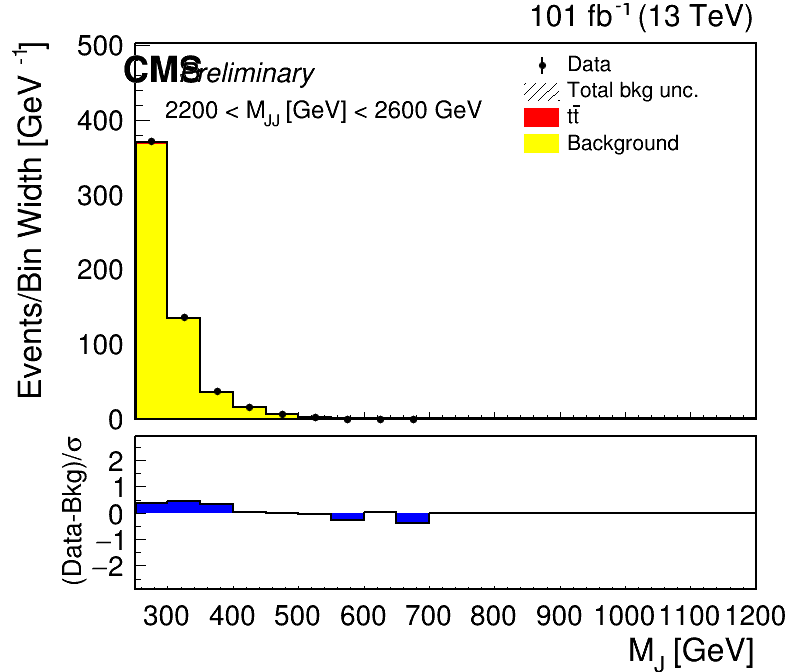 101 fb⁻¹ (13 TeV)
CMS Preliminary
2200 < M_JJ [GeV] < 2600 GeV
Data
Total bkg unc.
tt̄
Background
Events/Bin Width [GeV⁻¹]
500
400
300
200
100
0
(Data-Bkg)/σ
2
1
0
−1
−2
300 400 500 600 700 800 900 1000 1100 1200
M_J [GeV]